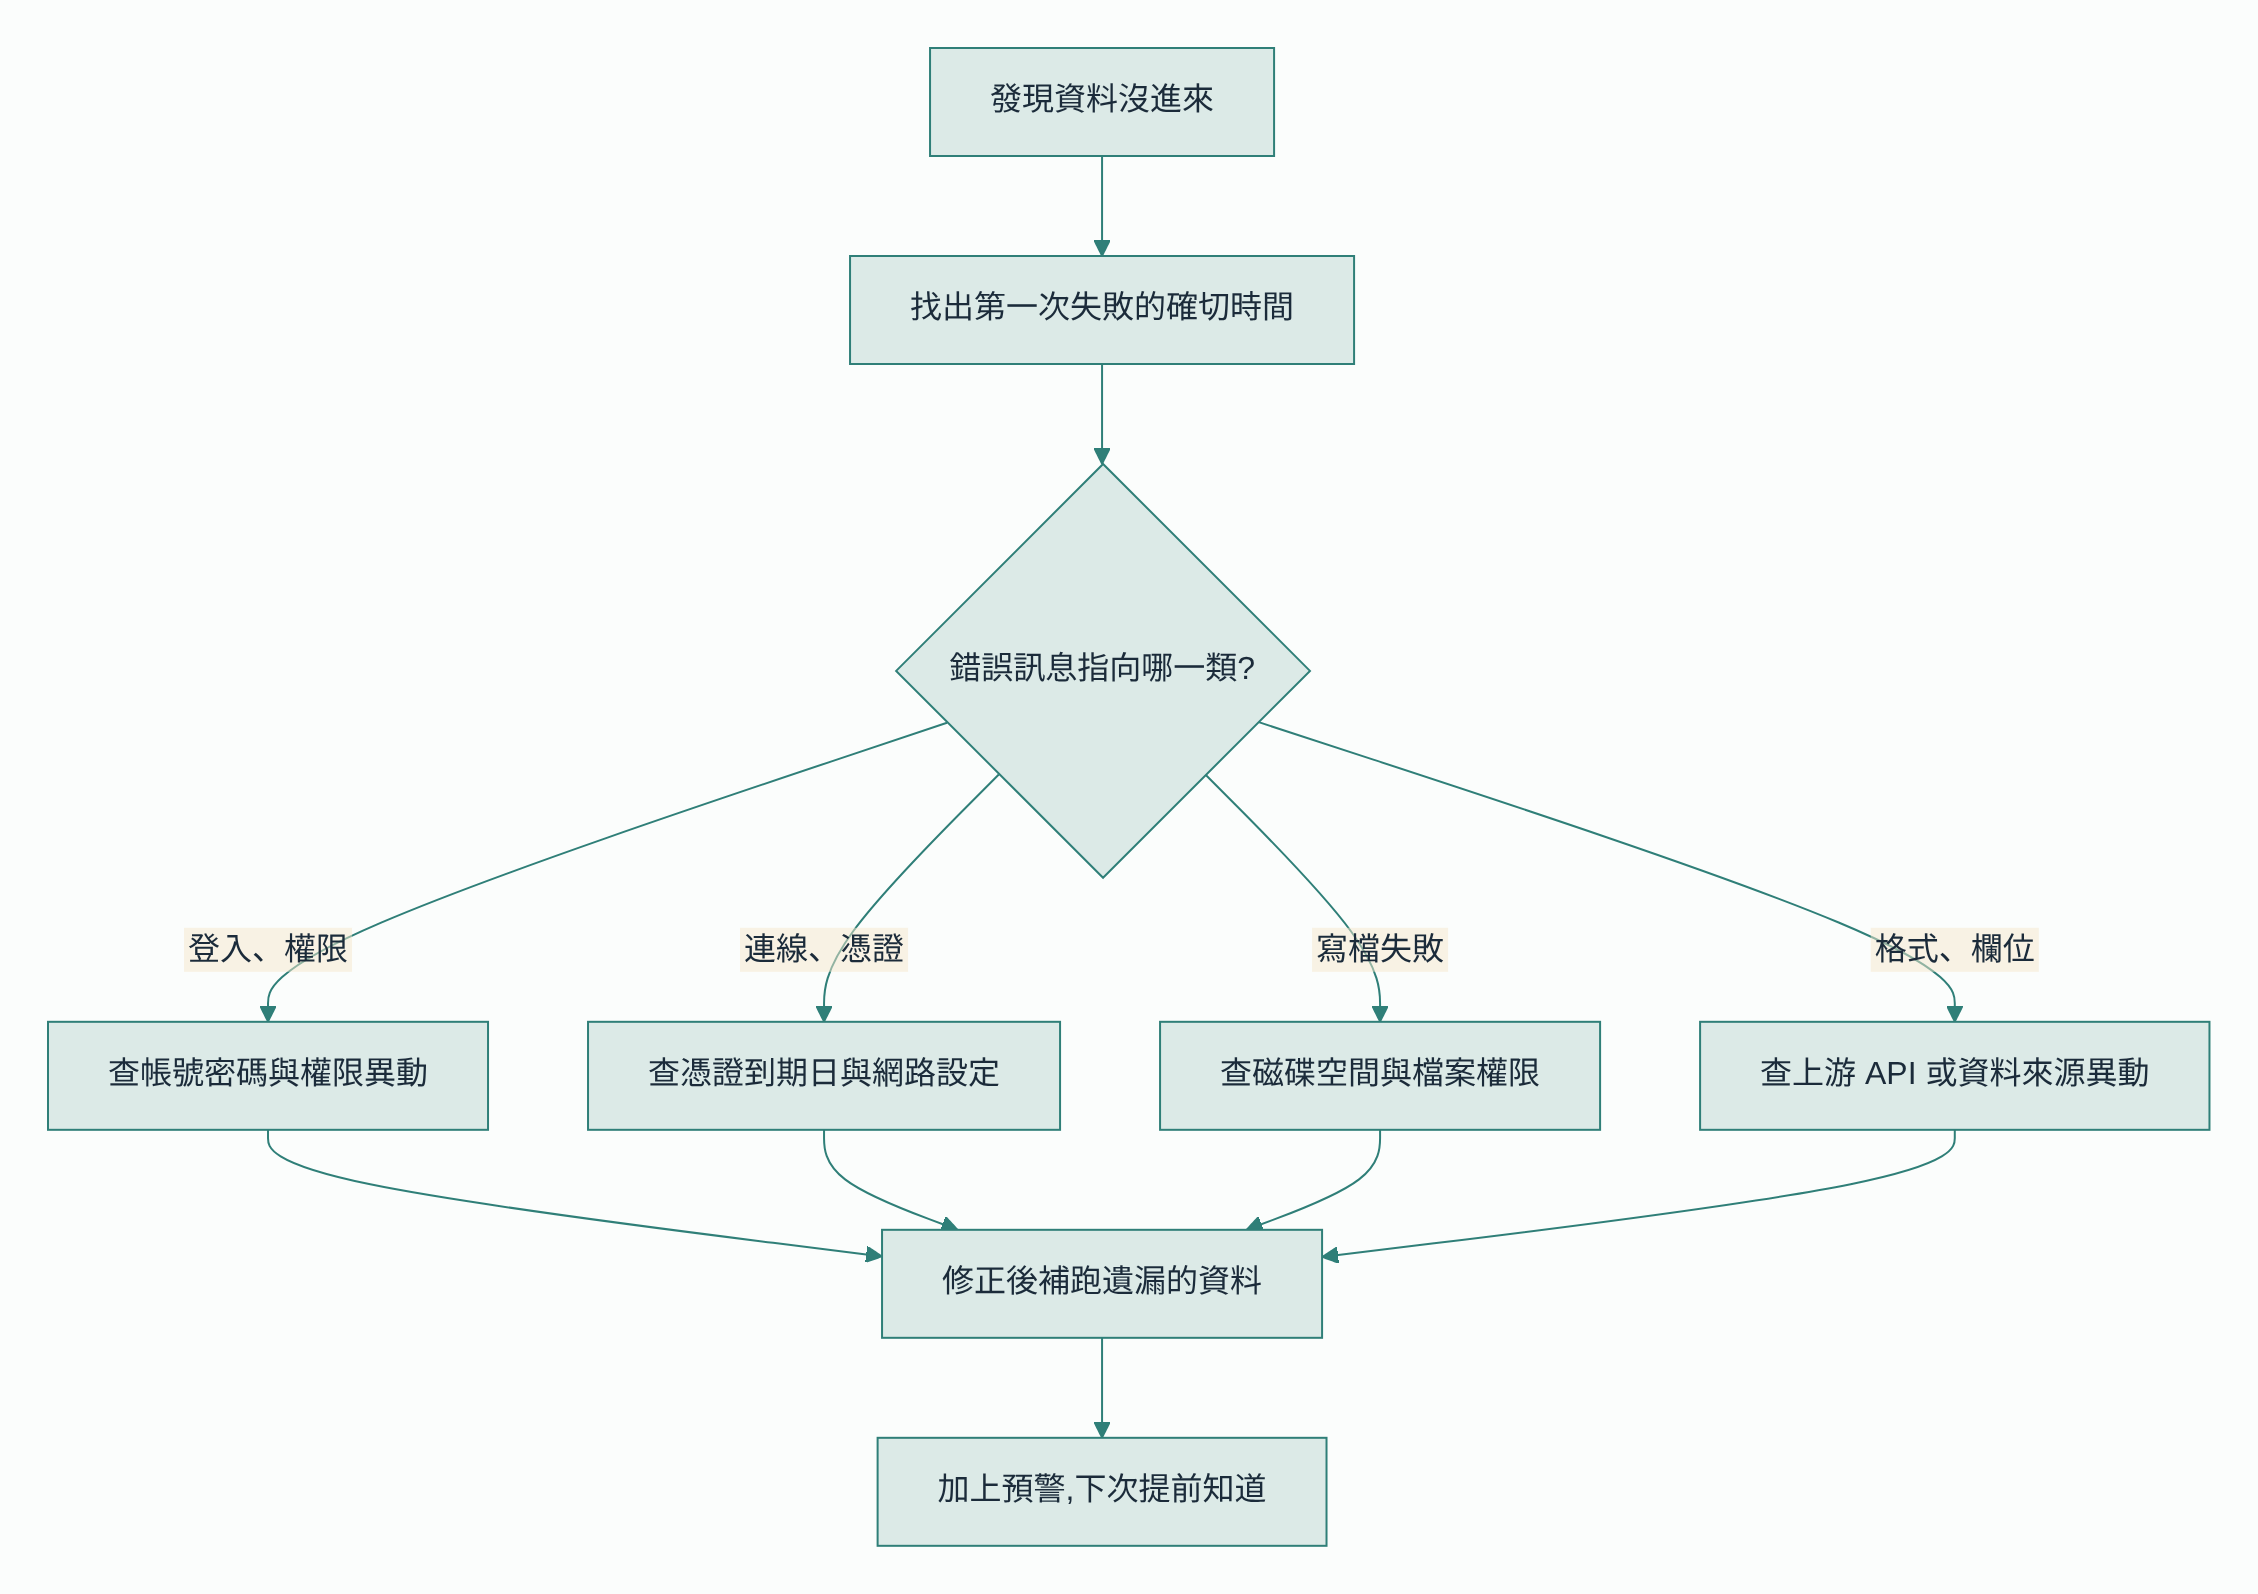 發現資料沒進來
找出第一次失敗的確切時間
錯誤訊息指向哪一類?
登入、權限
連線、憑證
寫檔失敗
格式、欄位
查帳號密碼與權限異動
查憑證到期日與網路設定
查磁碟空間與檔案權限
查上游 API 或資料來源異動
修正後補跑遺漏的資料
加上預警,下次提前知道